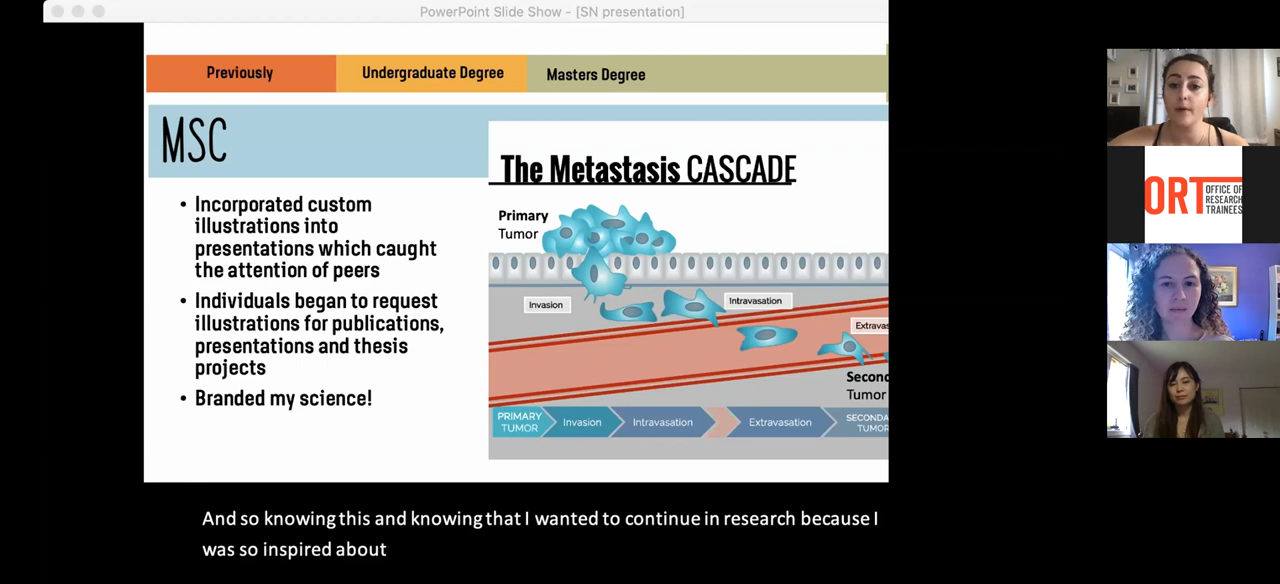 PowerPoint Slide Show - [SN presentation]
Previously
Undergraduate Degree
Masters Degree
MSC
• Incorporated custom
illustrations into
presentations which caught
the attention of peers
• Individuals began to request
illustrations for publications,
presentations and thesis
projects
• Branded my science!
The Metastasis CASCADE
Primary
Tumor
Invasion
Intravasation
Extravas
Second
Tumor
PRIMARY
TUMOR
Invasion
Intravasation
Extravasation
SECONDA
TUMOR
ORT
OFFICE OF
RESEARCH
TRAINEES
And so knowing this and knowing that I wanted to continue in research because I
was so inspired about